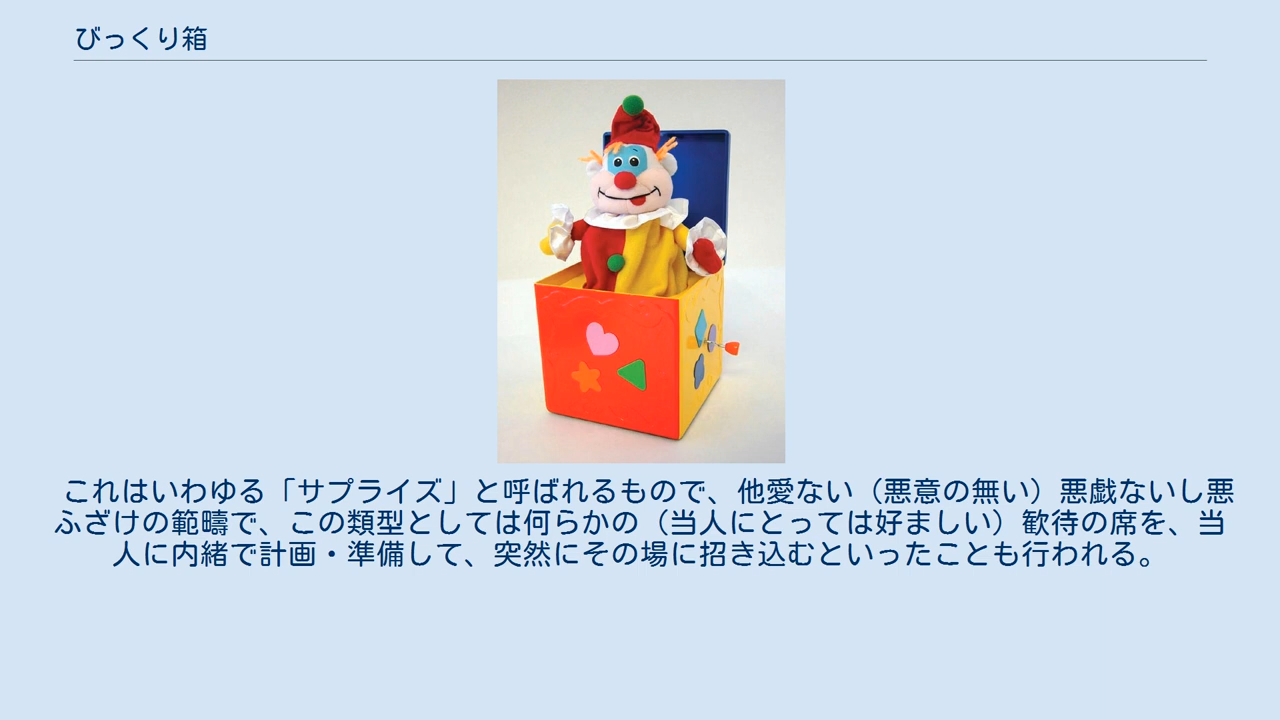 びっくり箱
これはいわゆる「サプライズ」と呼ばれるもので、他愛ない（悪意の無い）悪戯ないし悪
ふざけの範疇で、この類型としては何らかの（当人にとっては好ましい）歓待の席を、当
人に内緒で計画・準備して、突然にその場に招き込むといったことも行われる。